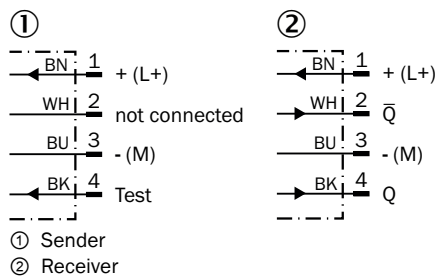 ① ②
BN 1 + (L+)
WH 2 not connected
BU 3 - (M)
BK 4 Test
BN 1 + (L+)
WH 2 Q̅
BU 3 - (M)
BK 4 Q
① Sender
② Receiver